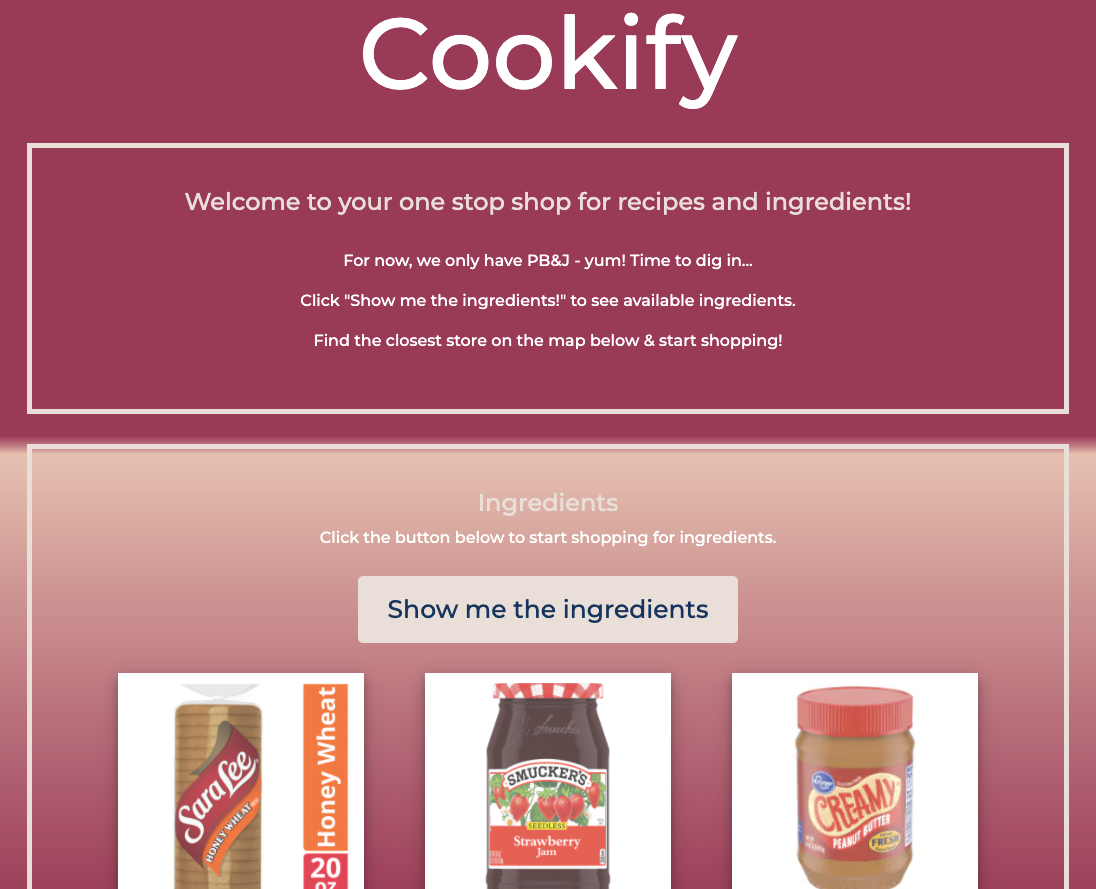 Cookify
Welcome to your one stop shop for recipes and ingredients!
For now, we only have PB&J - yum! Time to dig in...
Click "Show me the ingredients!" to see available ingredients.
Find the closest store on the map below & start shopping!
Ingredients
Click the button below to start shopping for ingredients.
Show me the ingredients
Sara Lee
HONEY WHEAT
Honey Wheat
20
OZ
Smucker's
SMUCKER'S
SEEDLESS
Strawberry
Jam
Kroger
CREAMY
PEANUT BUTTER
FRESH